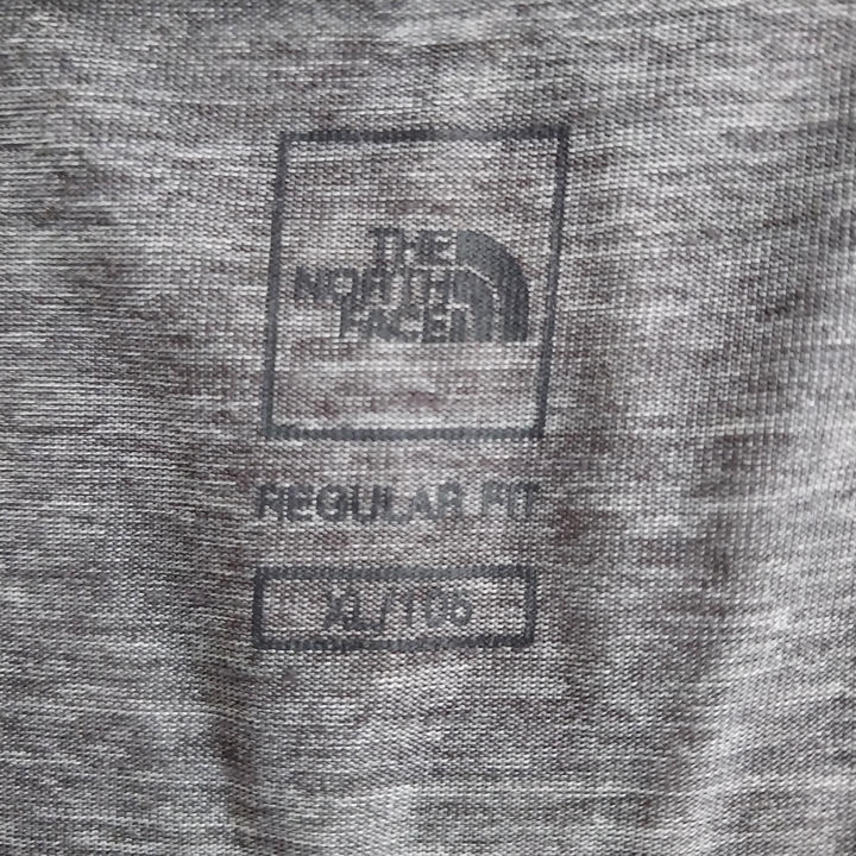 THE
NORTH
FACE
REGULAR FIT
XL/105